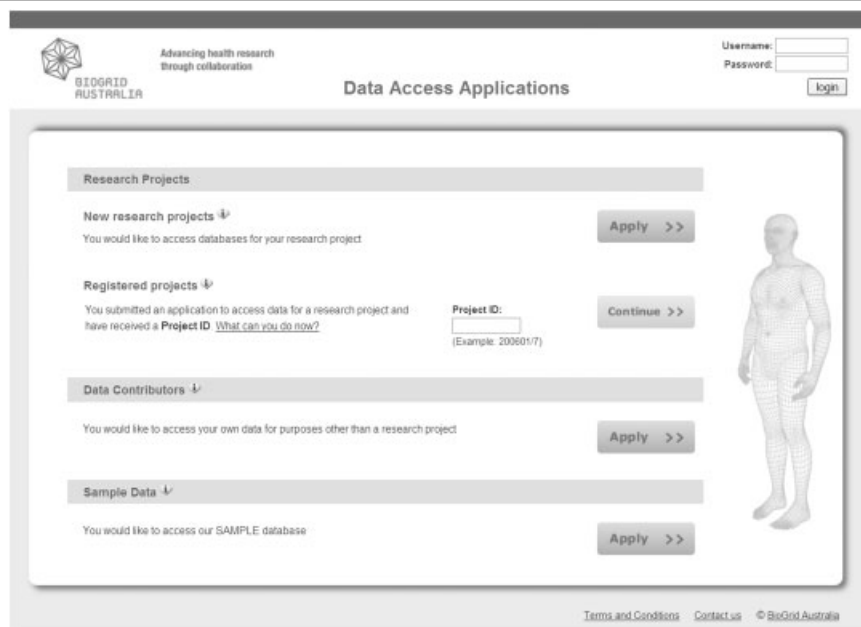 BIOGRID
AUSTRALIA
Advancing health research
through collaboration
Data Access Applications
Username:
Password:
login
Research Projects
New research projects
You would like to access databases for your research project
Apply >>
Registered projects
You submitted an application to access data for a research project and
have received a Project ID What can you do now?
Project ID:
(Example: 200601/7)
Continue >>
Data Contributors
You would like to access your own data for purposes other than a research project
Apply >>
Sample Data
You would like to access our SAMPLE database
Apply >>
Terms and Conditions Contact us © BioGrid Australia